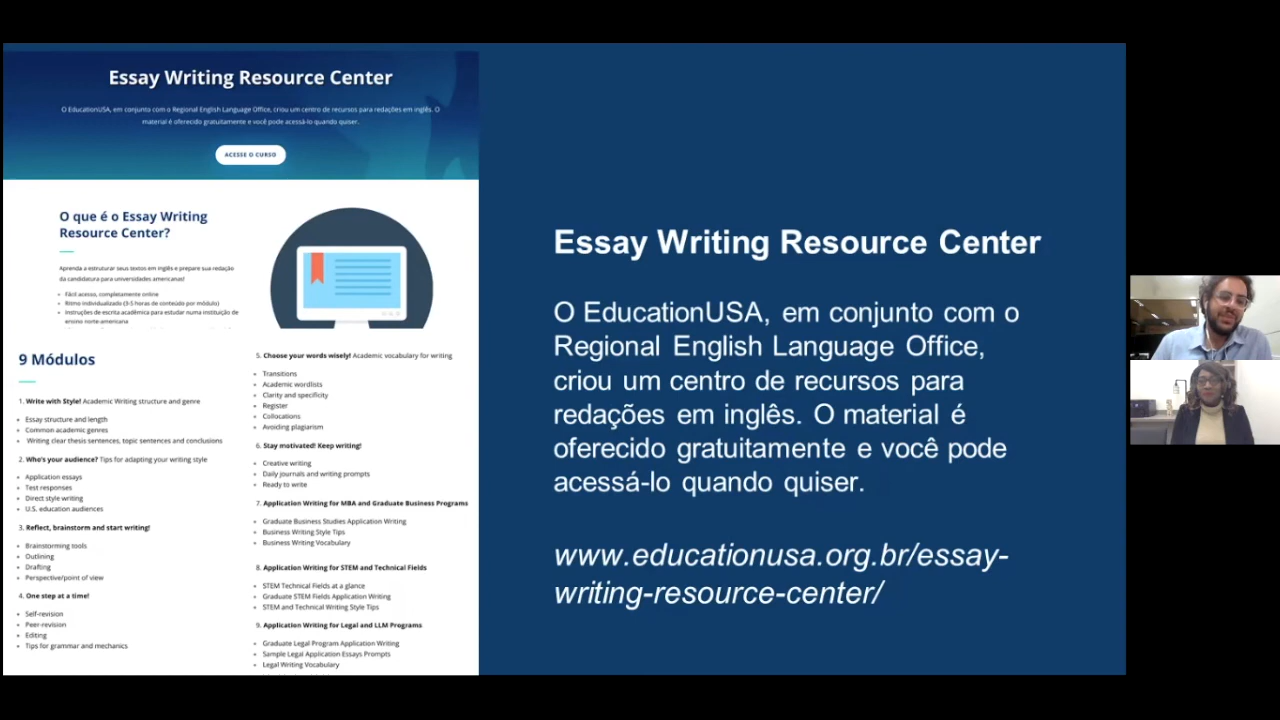 Essay Writing Resource Center
O EducationUSA, em conjunto com o Regional English Language Office, criou um centro de recursos para redações em inglês. O
material é oferecido gratuitamente e você pode acessá-lo quando quiser.
ACESSE O CURSO
O que é o Essay Writing
Resource Center?
Aprenda a estruturar seus textos em inglês e prepare sua redação
da candidatura para universidades americanas!
• Fácil acesso, completamente online
• Ritmo individualizado (3-5 horas de conteúdo por módulo)
• Instruções de escrita acadêmica para estudar numa instituição de
ensino norte-americana
9 Módulos
1. Write with Style! Academic Writing structure and genre
• Essay structure and length
• Common academic genres
• Writing clear thesis sentences, topic sentences and conclusions
2. Who's your audience? Tips for adapting your writing style
• Application essays
• Test responses
• Direct style writing
• U.S. education audiences
3. Reflect, brainstorm and start writing!
• Brainstorming tools
• Outlining
• Drafting
• Perspective/point of view
4. One step at a time!
• Self-revision
• Peer-revision
• Editing
• Tips for grammar and mechanics
5. Choose your words wisely! Academic vocabulary for writing
• Transitions
• Academic wordlists
• Clarity and specificity
• Register
• Collocations
• Avoiding plagiarism
6. Stay motivated! Keep writing!
• Creative writing
• Daily journals and writing prompts
• Ready to write
7. Application Writing for MBA and Graduate Business Programs
• Graduate Business Studies Application Writing
• Business Writing Style Tips
• Business Writing Vocabulary
8. Application Writing for STEM and Technical Fields
• STEM Technical Fields at a glance
• Graduate STEM Fields Application Writing
• STEM and Technical Writing Style Tips
9. Application Writing for Legal and LLM Programs
• Graduate Legal Program Application Writing
• Sample Legal Application Essays Prompts
• Legal Writing Vocabulary
Essay Writing Resource Center
O EducationUSA, em conjunto com o
Regional English Language Office,
criou um centro de recursos para
redações em inglês. O material é
oferecido gratuitamente e você pode
acessá-lo quando quiser.
www.educationusa.org.br/essay-
writing-resource-center/